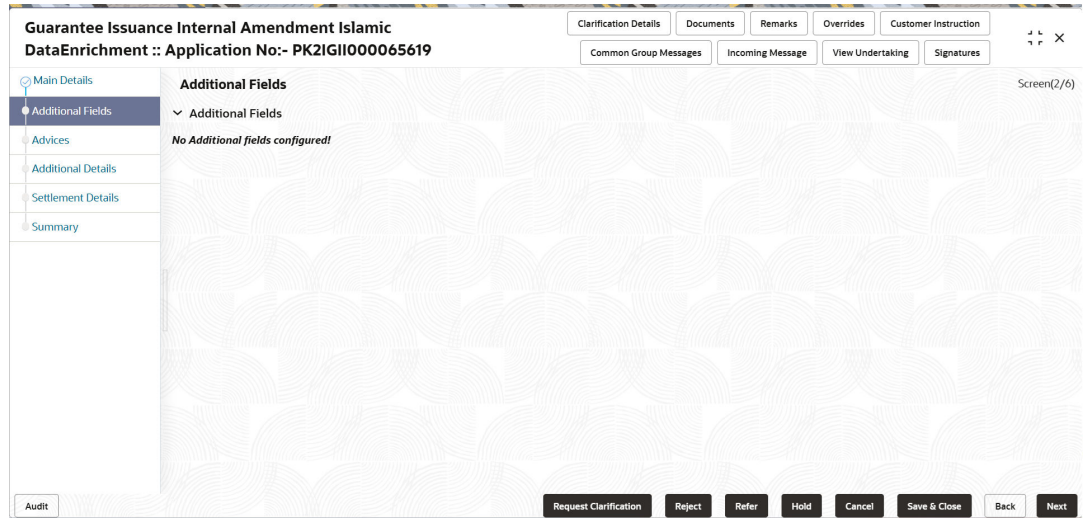 Guarantee Issuance Internal Amendment Islamic
DataEnrichment :: Application No:- PK2IGII000065619
Clarification Details
Documents
Remarks
Overrides
Customer Instruction
Common Group Messages
Incoming Message
View Undertaking
Signatures
Main Details
Additional Fields
Advices
Additional Details
Settlement Details
Summary
Additional Fields
Screen(2/6)
Additional Fields
No Additional fields configured!
Audit
Request Clarification
Reject
Refer
Hold
Cancel
Save & Close
Back
Next